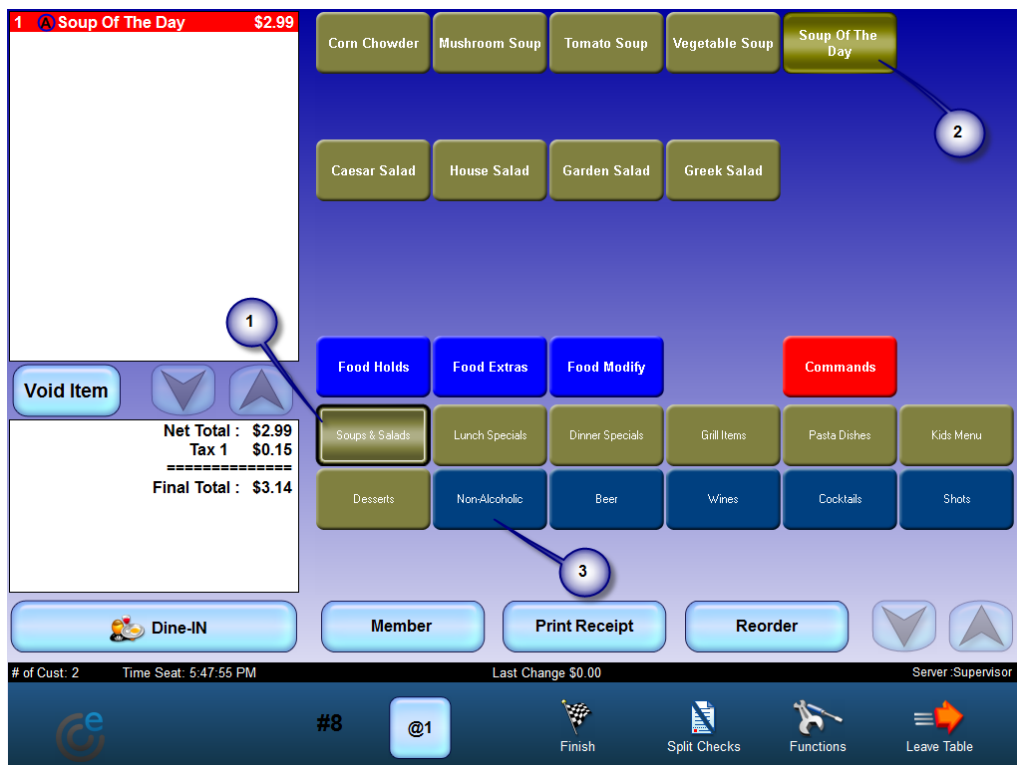 1 A Soup Of The Day $2.99
Corn Chowder
Mushroom Soup
Tomato Soup
Vegetable Soup
Soup Of The
Day
2
Caesar Salad
House Salad
Garden Salad
Greek Salad
1
Food Holds
Food Extras
Food Modify
Commands
Void Item
Net Total : $2.99
Tax 1 $0.15
==============
Final Total : $3.14
Soups & Salads
Lunch Specials
Dinner Specials
Grill Items
Pasta Dishes
Kids Menu
Desserts
Non-Alcoholic
Beer
Wines
Cocktails
Shots
3
Dine-IN
Member
Print Receipt
Reorder
# of Cust: 2 Time Seat: 5:47:55 PM Last Change $0.00 Server :Supervisor
e
#8
@1
Finish
Split Checks
Functions
Leave Table